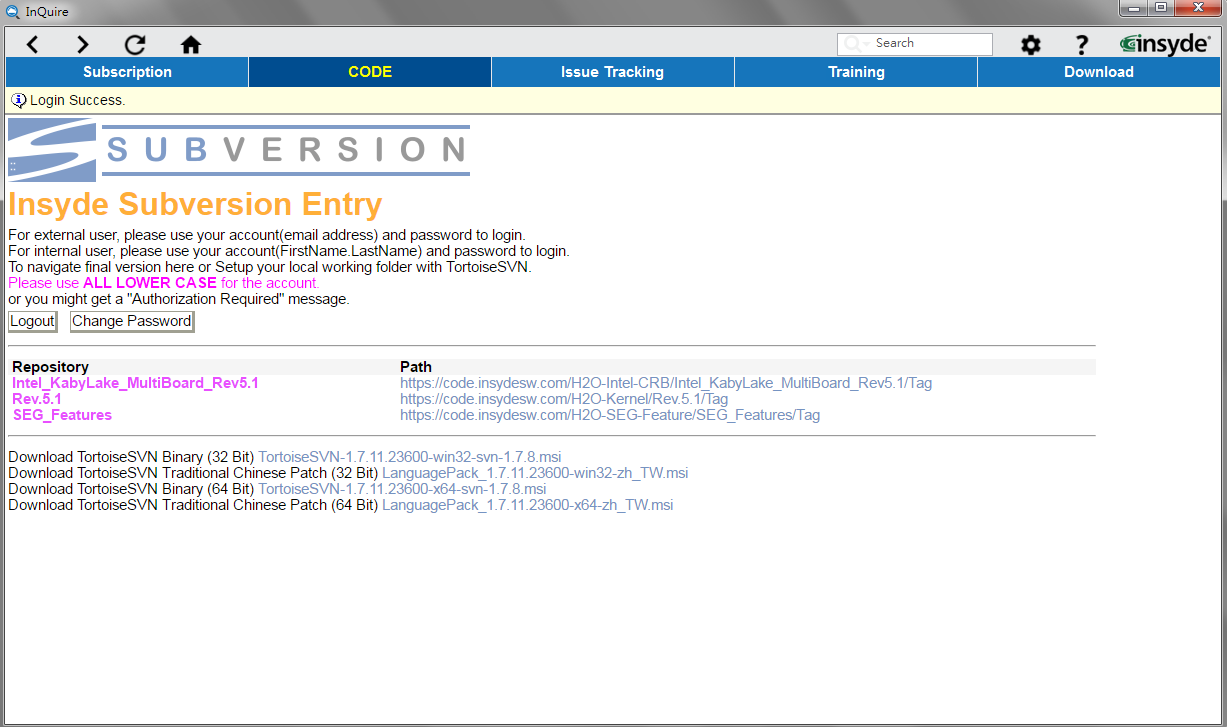 InQuire
Search
? insyde
Subscription CODE Issue Tracking Training Download
Login Success.
SUBVERSION
Insyde Subversion Entry
For external user, please use your account(email address) and password to login.
For internal user, please use your account(FirstName.LastName) and password to login.
To navigate final version here or Setup your local working folder with TortoiseSVN.
Please use ALL LOWER CASE for the account.
or you might get a "Authorization Required" message.
Logout Change Password
Repository Path
Intel_KabyLake_MultiBoard_Rev5.1 https://code.insydesw.com/H2O-Intel-CRB/Intel_KabyLake_MultiBoard_Rev5.1/Tag
Rev.5.1 https://code.insydesw.com/H2O-Kernel/Rev.5.1/Tag
SEG_Features https://code.insydesw.com/H2O-SEG-Feature/SEG_Features/Tag
Download TortoiseSVN Binary (32 Bit) TortoiseSVN-1.7.11.23600-win32-svn-1.7.8.msi
Download TortoiseSVN Traditional Chinese Patch (32 Bit) LanguagePack_1.7.11.23600-win32-zh_TW.msi
Download TortoiseSVN Binary (64 Bit) TortoiseSVN-1.7.11.23600-x64-svn-1.7.8.msi
Download TortoiseSVN Traditional Chinese Patch (64 Bit) LanguagePack_1.7.11.23600-x64-zh_TW.msi